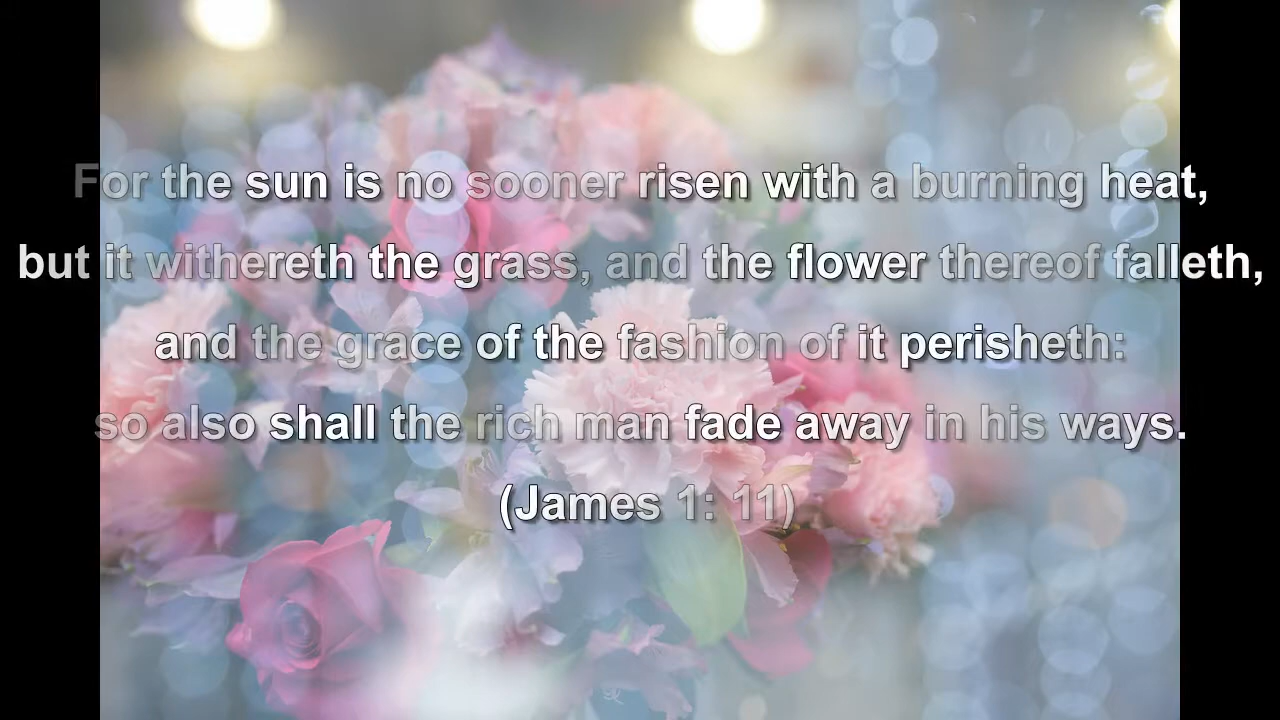 For the sun is no sooner risen with a burning heat,
but it withereth the grass, and the flower thereof falleth,
and the grace of the fashion of it perisheth:
so also shall the rich man fade away in his ways.
(James 1: 11)